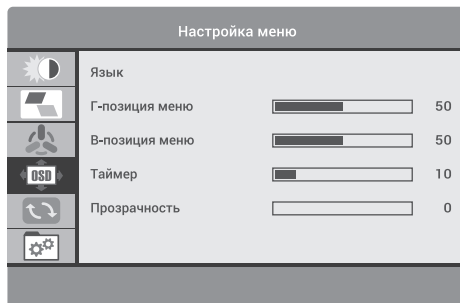 Настройка меню
Язык
Г-позиция меню 50
В-позиция меню 50
OSD
Таймер 10
Прозрачность 0